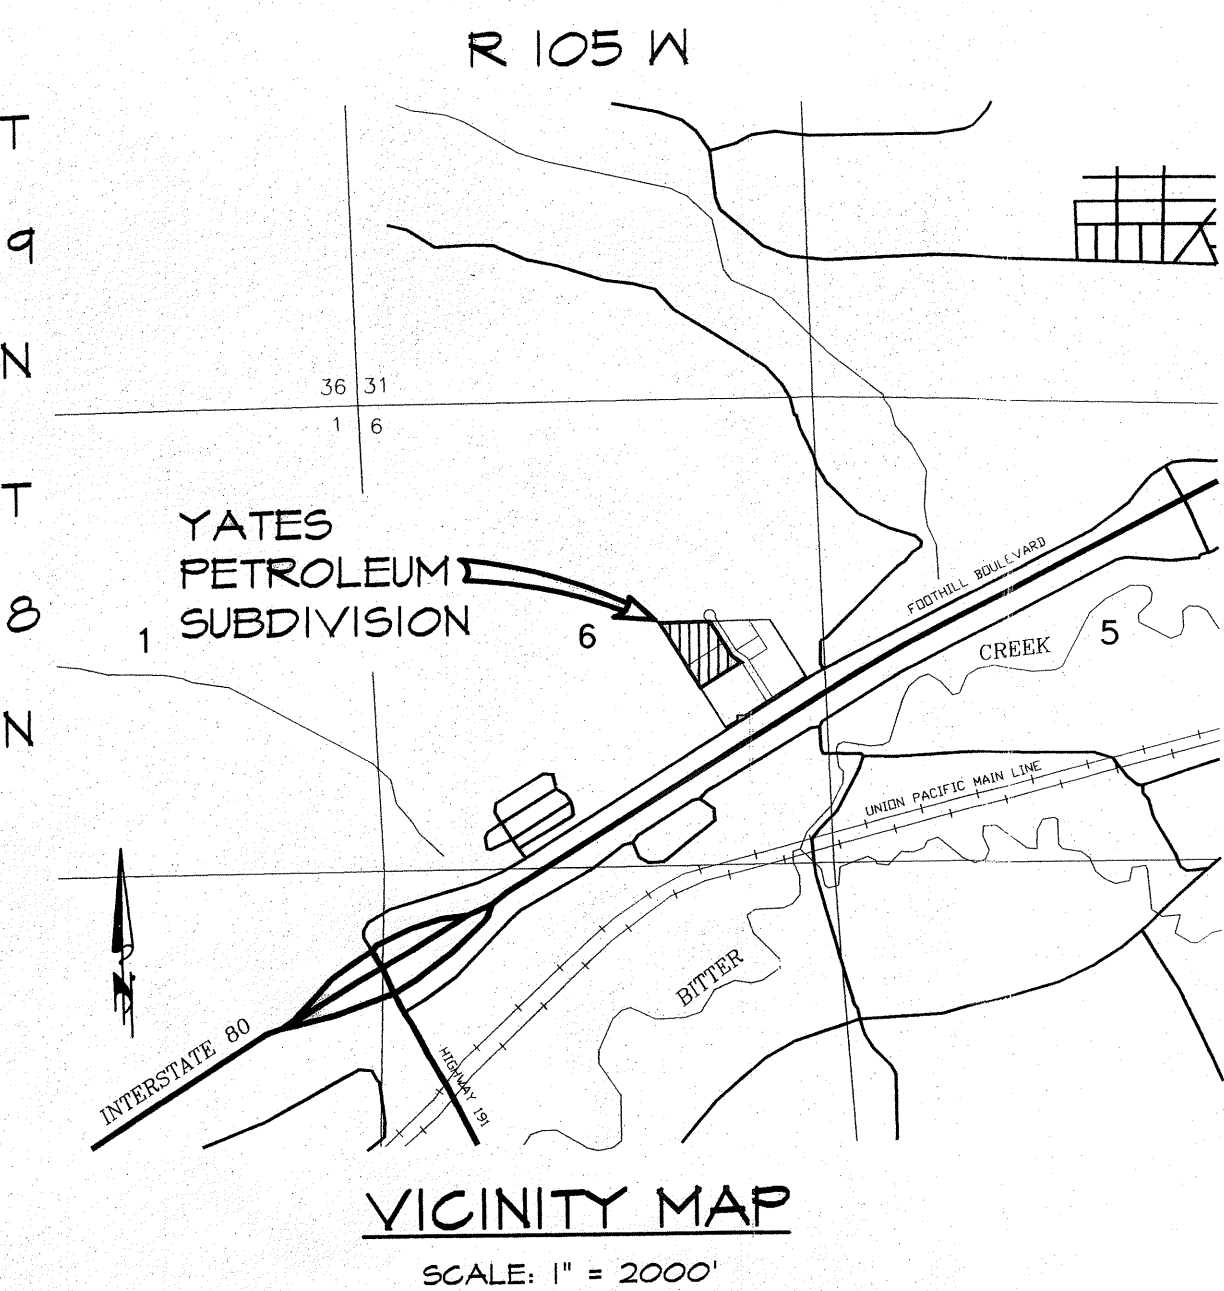 R 105 W
T
9
N
36 31
1 6
T
8
N
YATES
PETROLEUM
SUBDIVISION
1
6
5
FOOTHILL BOULEVARD
CREEK
UNION PACIFIC MAIN LINE
BITTER
N
INTERSTATE 80
HIGHWAY 191
VICINITY MAP
SCALE: 1" = 2000'